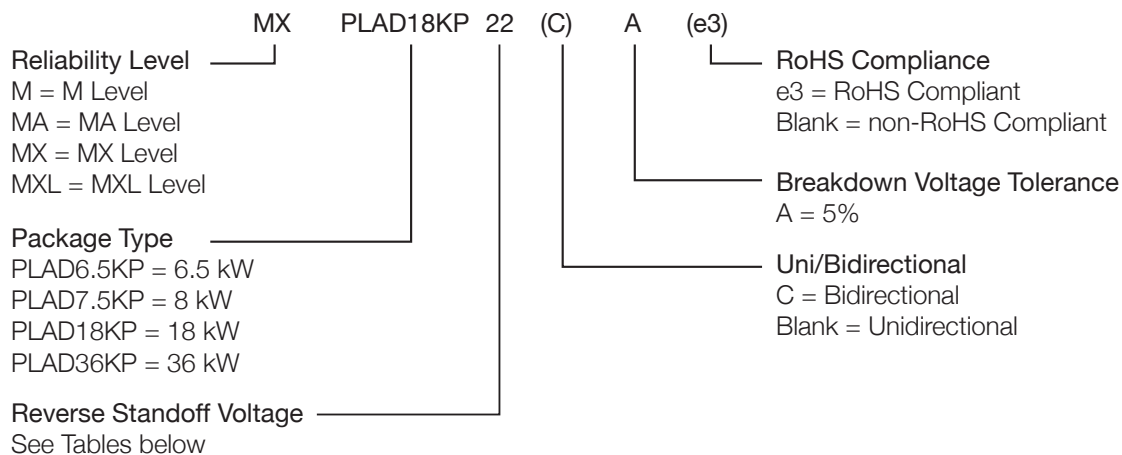 MX PLAD18KP 22 (C) A (e3)
Reliability Level
M = M Level
MA = MA Level
MX = MX Level
MXL = MXL Level
Package Type
PLAD6.5KP = 6.5 kW
PLAD7.5KP = 8 kW
PLAD18KP = 18 kW
PLAD36KP = 36 kW
Reverse Standoff Voltage
See Tables below
RoHS Compliance
e3 = RoHS Compliant
Blank = non-RoHS Compliant
Breakdown Voltage Tolerance
A = 5%
Uni/Bidirectional
C = Bidirectional
Blank = Unidirectional